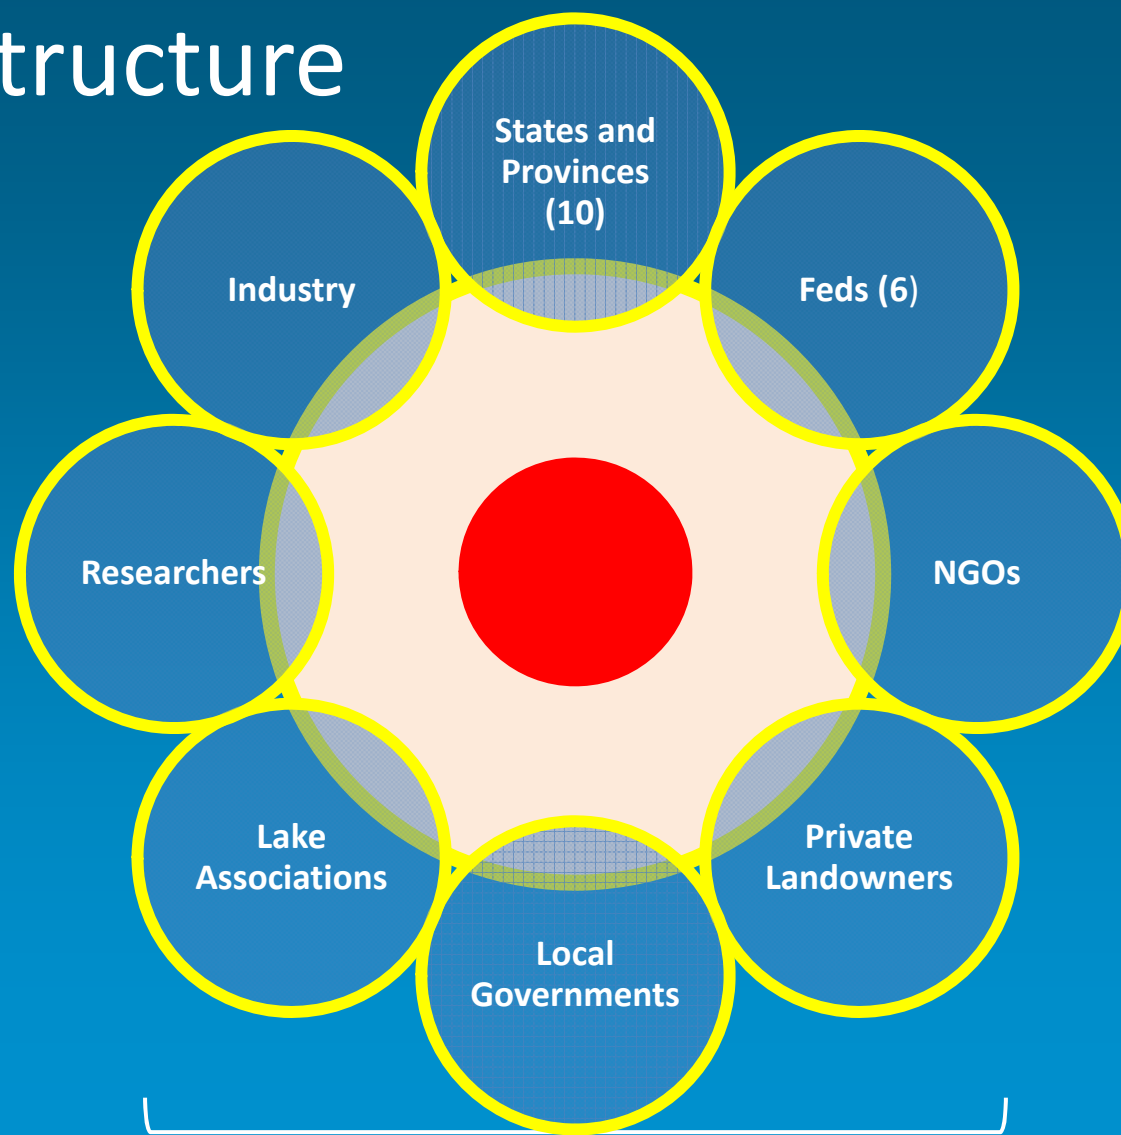 tructure
States and
Provinces
(10)
Industry
Feds (6)
Researchers
NGOs
Lake
Associations
Private
Landowners
Local
Governments